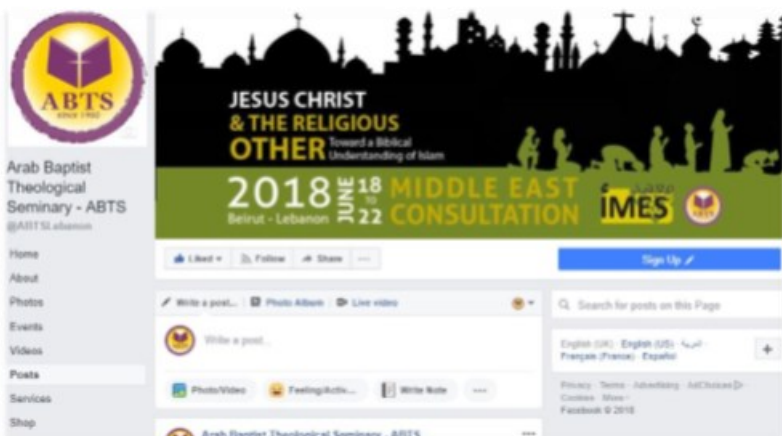 ABTS
since 1960
Arab Baptist
Theological
Seminary - ABTS
@ABTSLebanon
Home
About
Photos
Events
Videos
Posts
Services
Shop
JESUS CHRIST
& THE RELIGIOUS
OTHER Toward a Biblical
Understanding of Islam
2018 JUNE 18 TO 22
Beirut - Lebanon
MIDDLE EAST
CONSULTATION
معهد
IMES
ABTS
Liked Follow Share
Sign Up
Write a post... Photo Album Live video
Write a post...
Photo/Video Feeling/Activ... Write Note
Arab Baptist Theological Seminary - ABTS
Search for posts on this Page
English (UK) · English (US) · العربية ·
Français (France) · Español
Privacy · Terms · Advertising · AdChoices ·
Cookies · More ·
Facebook © 2018